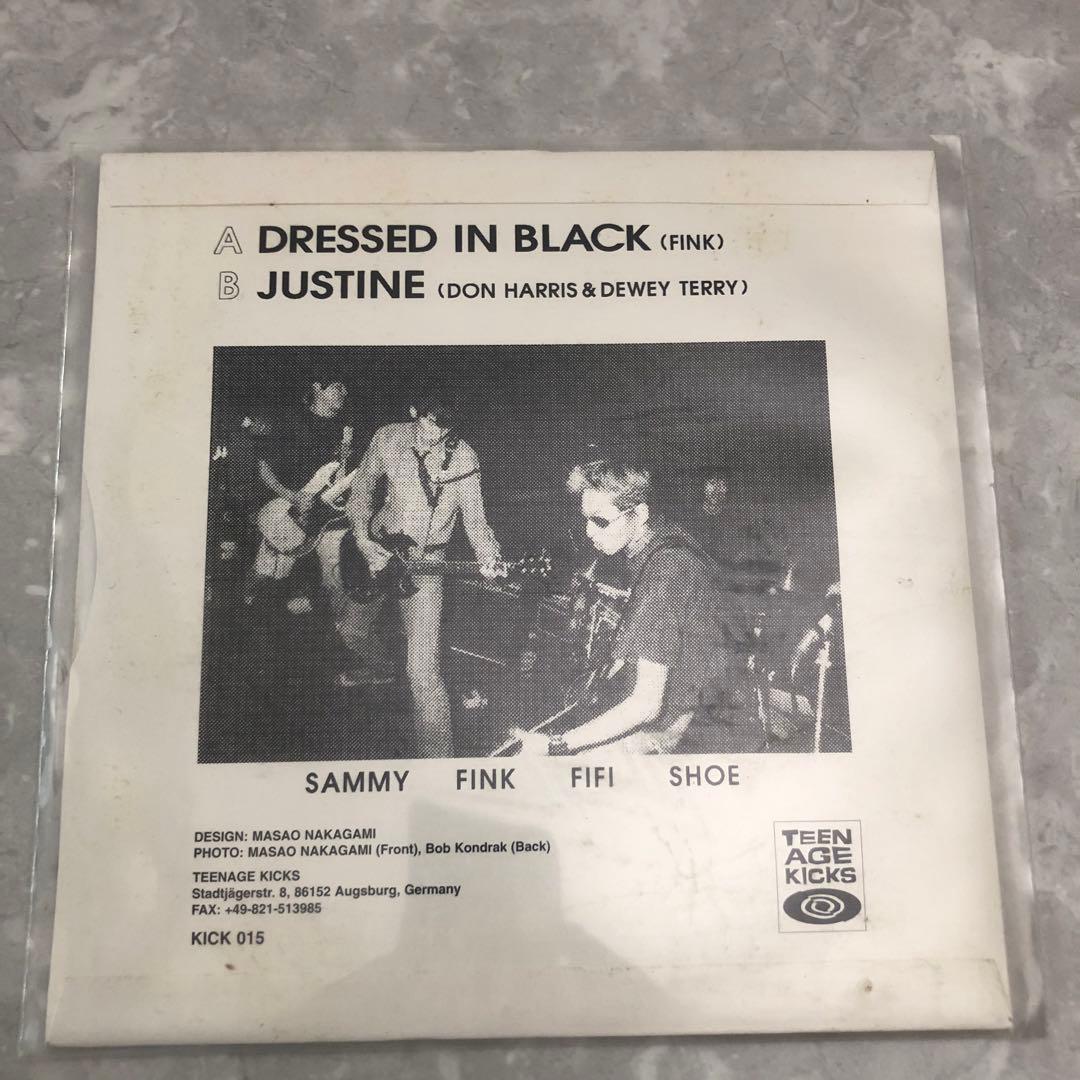 A DRESSED IN BLACK (FINK)
B JUSTINE (DON HARRIS & DEWEY TERRY)
SAMMY FINK FIFI SHOE
DESIGN: MASAO NAKAGAMI
PHOTO: MASAO NAKAGAMI (Front), Bob Kondrak (Back)
TEENAGE KICKS
Stadtjägerstr. 8, 86152 Augsburg, Germany
FAX: +49-821-513985
KICK 015
TEEN
AGE
KICKS